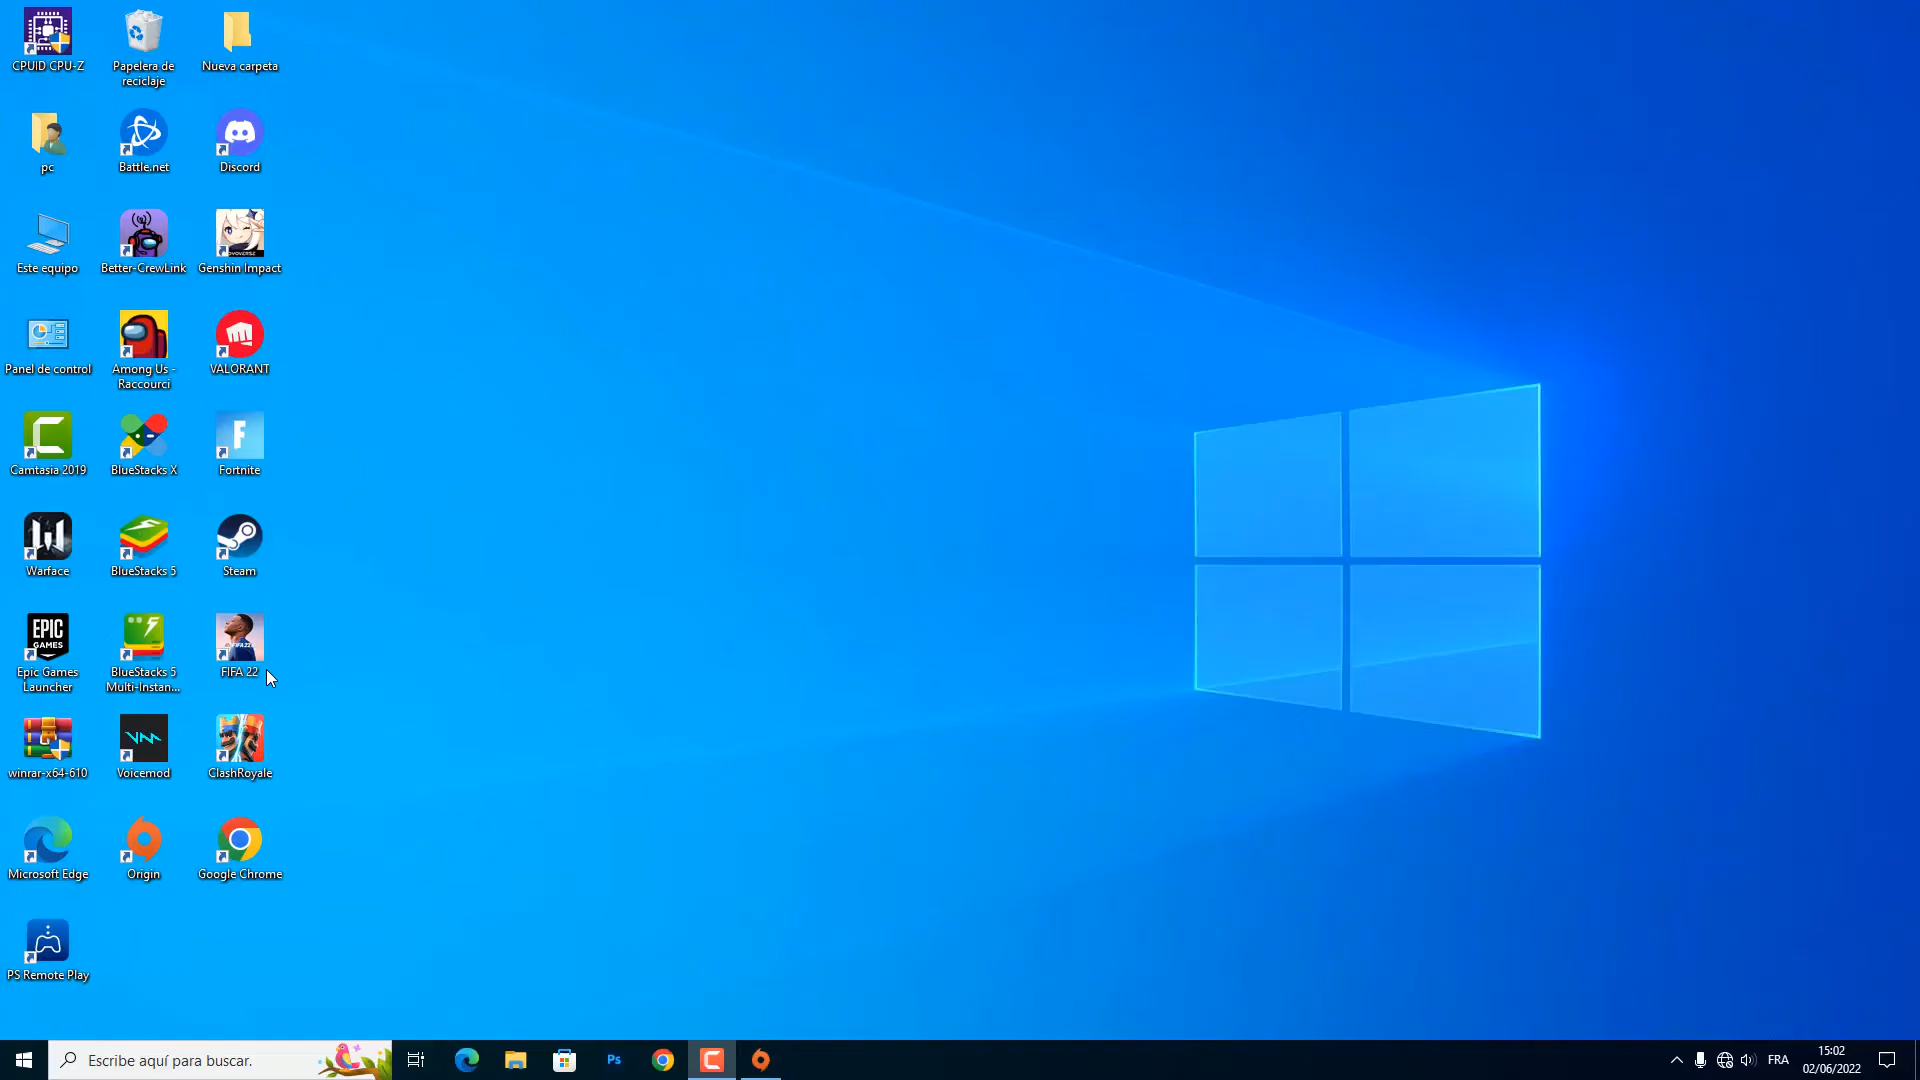 CPUID CPU-Z
Papelera de
reciclaje
Nueva carpeta
pc
Battle.net
Discord
Este equipo
Better-CrewLink
Genshin Impact
Panel de control
Among Us -
Raccourci
VALORANT
Camtasia 2019
BlueStacks X
F
Fortnite
Warface
BlueStacks 5
Steam
EPIC
GAMES
Epic Games
Launcher
BlueStacks 5
Multi-Instan...
FIFA 22
winrar-x64-610
Voicemod
ClashRoyale
Microsoft Edge
Origin
Google Chrome
PS Remote Play
Escribe aquí para buscar.
Ps
FRA
15:02
02/06/2022